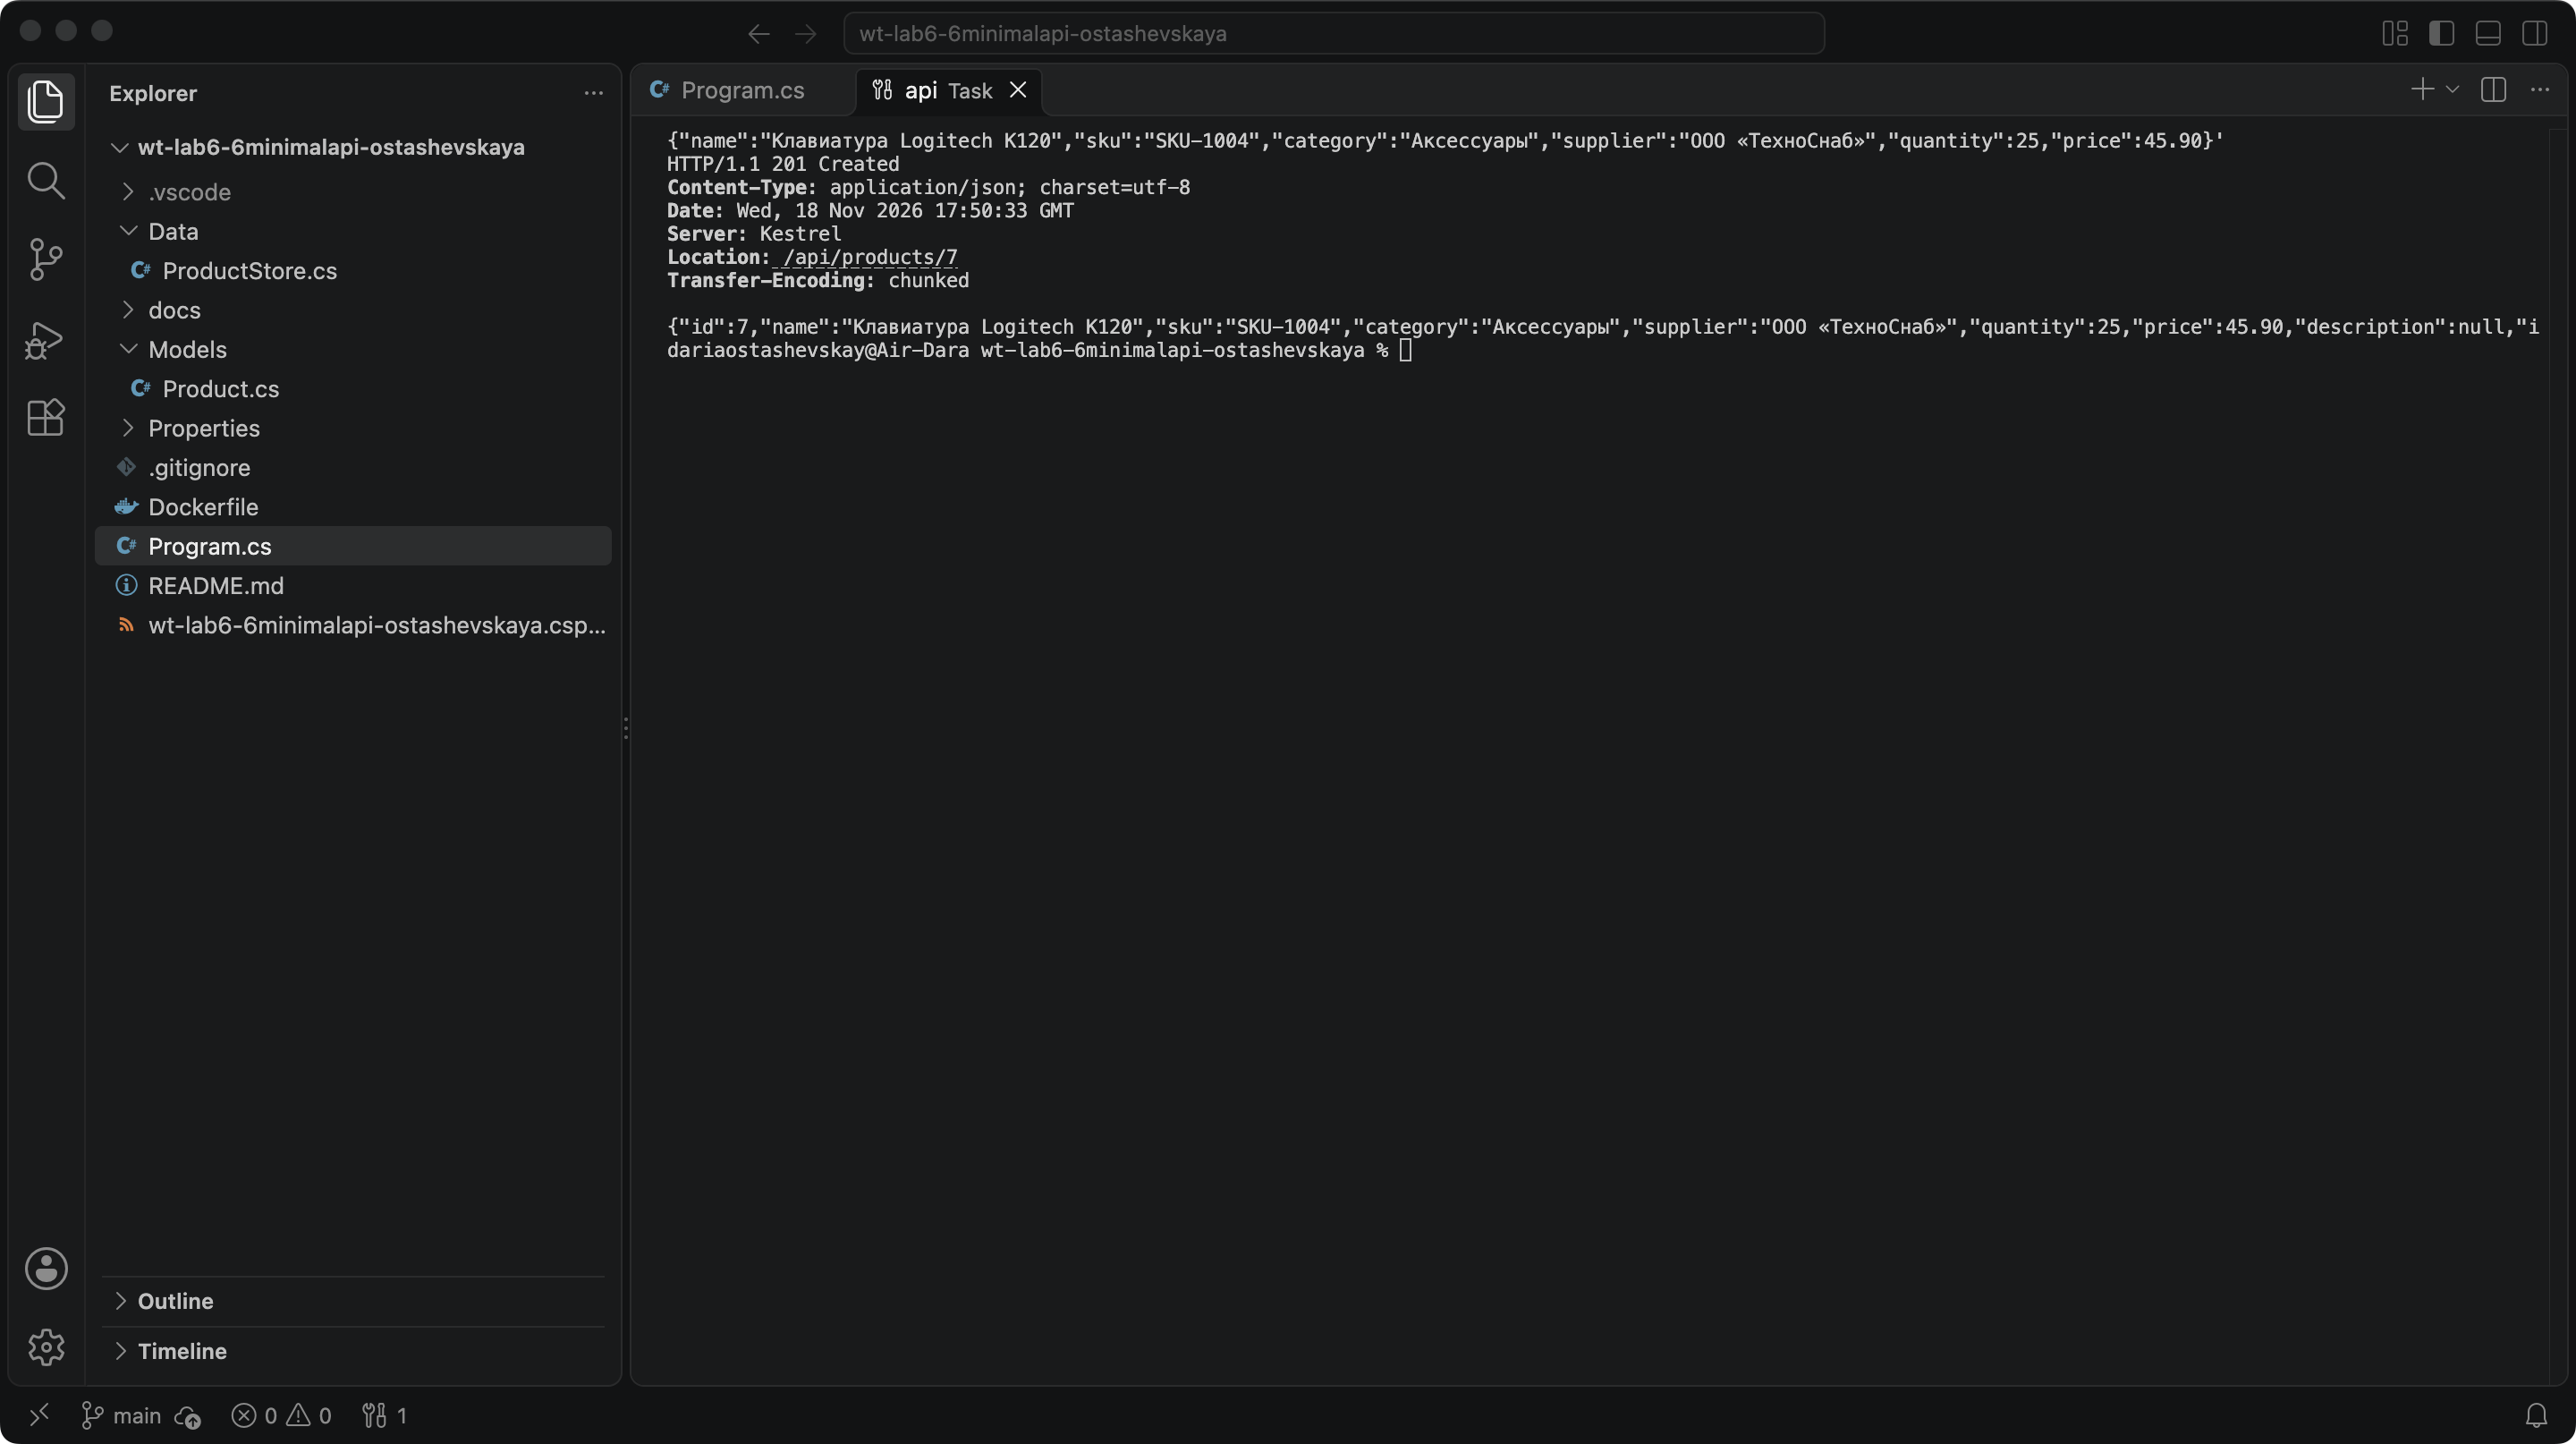 wt-lab6-6minimalapi-ostashevskaya
Explorer
wt-lab6-6minimalapi-ostashevskaya
.vscode
Data
ProductStore.cs
docs
Models
Product.cs
Properties
.gitignore
Dockerfile
Program.cs
README.md
wt-lab6-6minimalapi-ostashevskaya.csp...
Outline
Timeline
Program.cs
api Task
{"name":"Клавиатура Logitech K120","sku":"SKU-1004","category":"Аксессуары","supplier":"ООО «ТехноСнаб»","quantity":25,"price":45.90}'
HTTP/1.1 201 Created
Content-Type: application/json; charset=utf-8
Date: Wed, 18 Nov 2026 17:50:33 GMT
Server: Kestrel
Location: /api/products/7
Transfer-Encoding: chunked
{"id":7,"name":"Клавиатура Logitech K120","sku":"SKU-1004","category":"Аксессуары","supplier":"ООО «ТехноСнаб»","quantity":25,"price":45.90,"description":null,"i
dariaostashevskay@Air-Dara wt-lab6-6minimalapi-ostashevskaya %
main 0 0 1